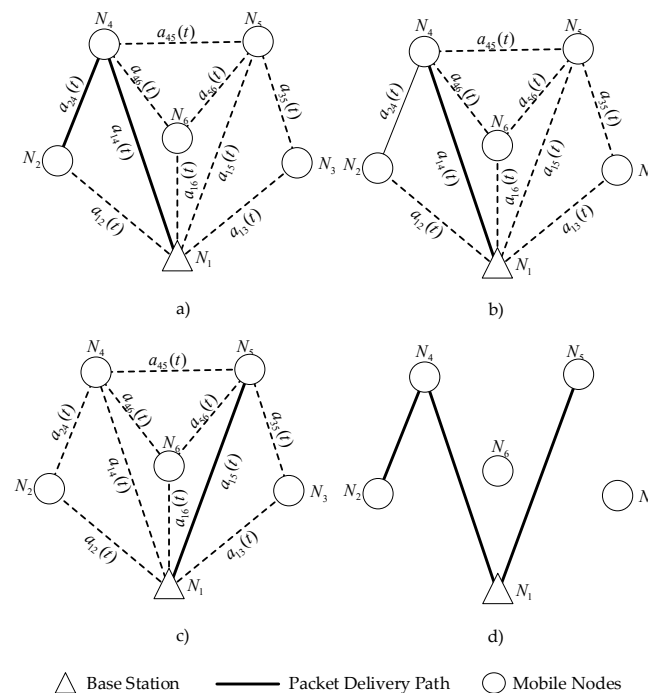 N4 a45(t) N5
a24(t) a46(t) a56(t) a35(t)
N6
N2 a14(t) a15(t) N3
a12(t) a16(t) a13(t)
N1
a)
N4 a45(t) N5
a24(t) a46(t) a56(t) a35(t)
N6
N2 a14(t) a15(t) N
a12(t) a16(t) a13(t)
N1
b)
N4 a45(t) N5
a24(t) a46(t) a56(t) a35(t)
N6
N2 a14(t) a15(t) N3
a12(t) a16(t) a13(t)
N1
c)
N4 N5
N6
N2 N
N1
d)
Base Station Packet Delivery Path Mobile Nodes